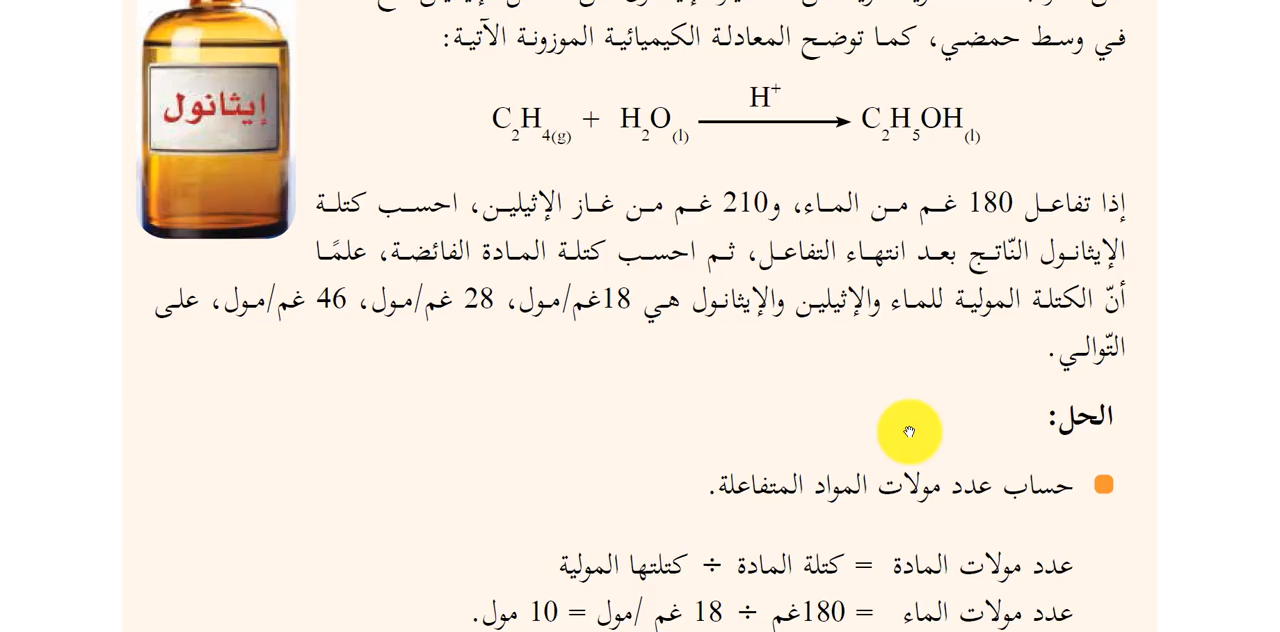 في وسط حمضي، كما توضح المعادلة الكيميائية الموزونة الآتية:
إيثانول
C₂H₄(g) + H₂O(l) —H⁺→ C₂H₅OH(l)
إذا تفاعل 180 غم من الماء، و210 غم من غاز الإثيلين، احسب كتلة
الإيثانول النّاتج بعد انتهاء التفاعل، ثم احسب كتلة المادة الفائضة، علمًا
أنّ الكتلة المولية للماء والإثيلين والإيثانول هي 18غم/مول، 28 غم/مول، 46 غم/مول، على
التّوالي.
الحل:
حساب عدد مولات المواد المتفاعلة.
عدد مولات المادة = كتلة المادة ÷ كتلتها المولية
عدد مولات الماء = 180غم ÷ 18 غم /مول = 10 مول.